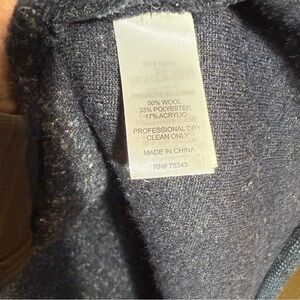 50% WOOL
33% POLYESTER
17% ACRYLIC
PROFESSIONAL DRY
CLEAN ONLY
MADE IN CHINA
RN# 75343